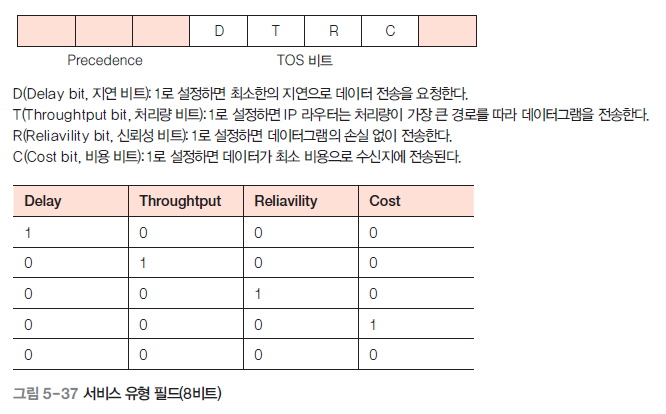 D T R C
Precedence TOS 비트
D(Delay bit, 지연 비트): 1로 설정하면 최소한의 지연으로 데이터 전송을 요청한다.
T(Throughtput bit, 처리량 비트): 1로 설정하면 IP 라우터는 처리량이 가장 큰 경로를 따라 데이터그램을 전송한다.
R(Reliavility bit, 신뢰성 비트): 1로 설정하면 데이터그램의 손실 없이 전송한다.
C(Cost bit, 비용 비트): 1로 설정하면 데이터가 최소 비용으로 수신지에 전송된다.
Delay Throughtput Reliavility Cost
1 0 0 0
0 1 0 0
0 0 1 0
0 0 0 1
0 0 0 0
그림 5-37 서비스 유형 필드(8비트)